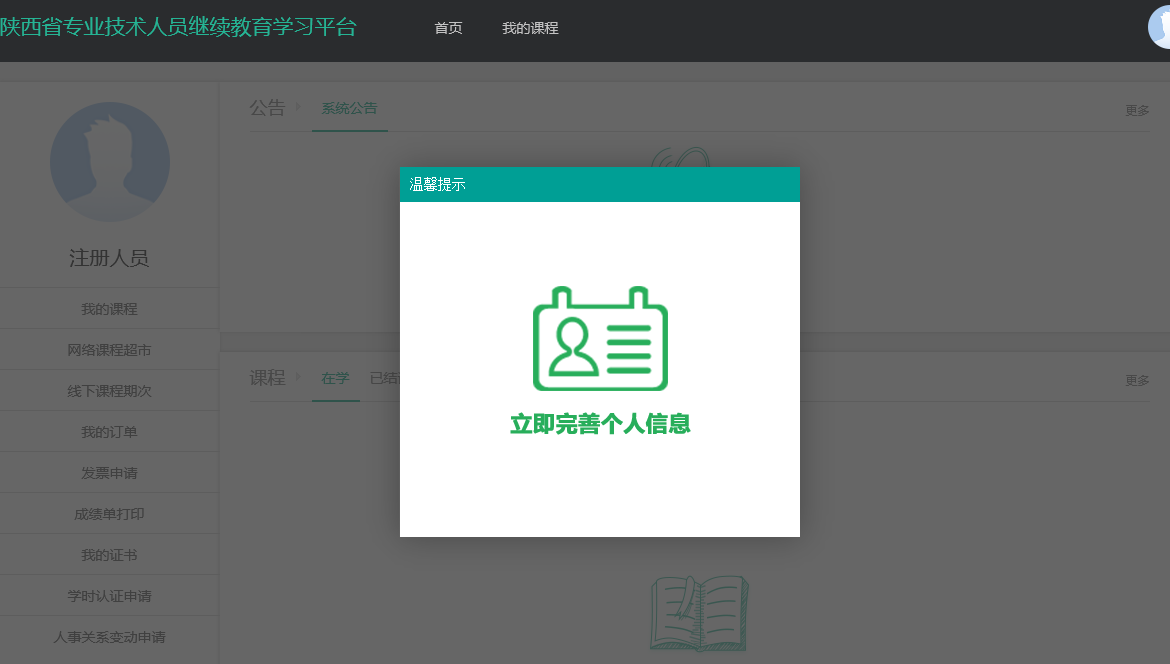 陕西省专业技术人员继续教育学习平台
首页
我的课程
注册人员
我的课程
网络课程超市
线下课程期次
我的订单
发票申请
成绩单打印
我的证书
学时认证申请
人事关系变动申请
公告
系统公告
更多
温馨提示
立即完善个人信息
课程
在学
已结
更多